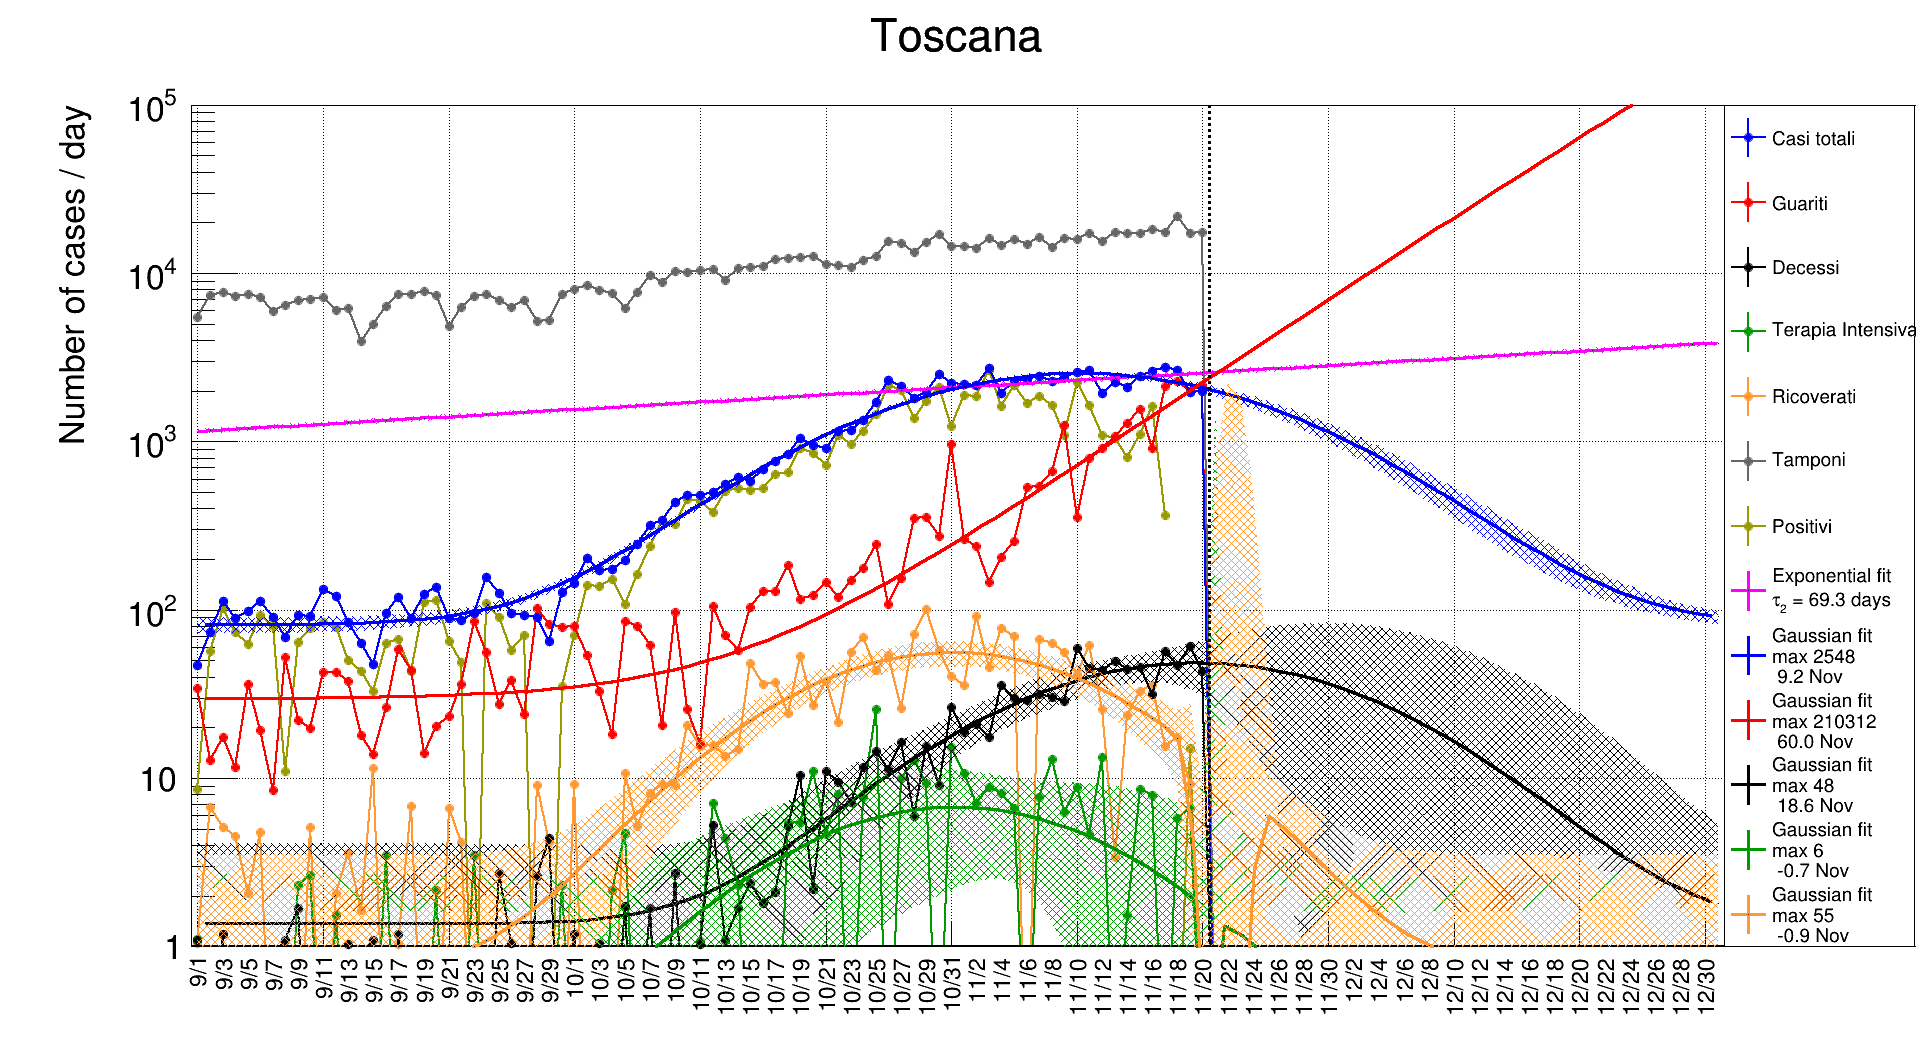 Toscana
Number of cases / day
10^5
10^4
10^3
10^2
10
1
9/1 9/3 9/5 9/7 9/9 9/11 9/13 9/15 9/17 9/19 9/21 9/23 9/25 9/27 9/29 10/1 10/3 10/5 10/7 10/9 10/11 10/13 10/15 10/17 10/19 10/21 10/23 10/25 10/27 10/29 10/31 11/2 11/4 11/6 11/8 11/10 11/12 11/14 11/16 11/18 11/20 11/22 11/24 11/26 11/28 11/30 12/2 12/4 12/6 12/8 12/10 12/12 12/14 12/16 12/18 12/20 12/22 12/24 12/26 12/28 12/30
Casi totali
Guariti
Decessi
Terapia Intensiva
Ricoverati
Tamponi
Positivi
Exponential fit
τ₂ = 69.3 days
Gaussian fit
max 2548
9.2 Nov
Gaussian fit
max 210312
60.0 Nov
Gaussian fit
max 48
18.6 Nov
Gaussian fit
max 6
-0.7 Nov
Gaussian fit
max 55
-0.9 Nov